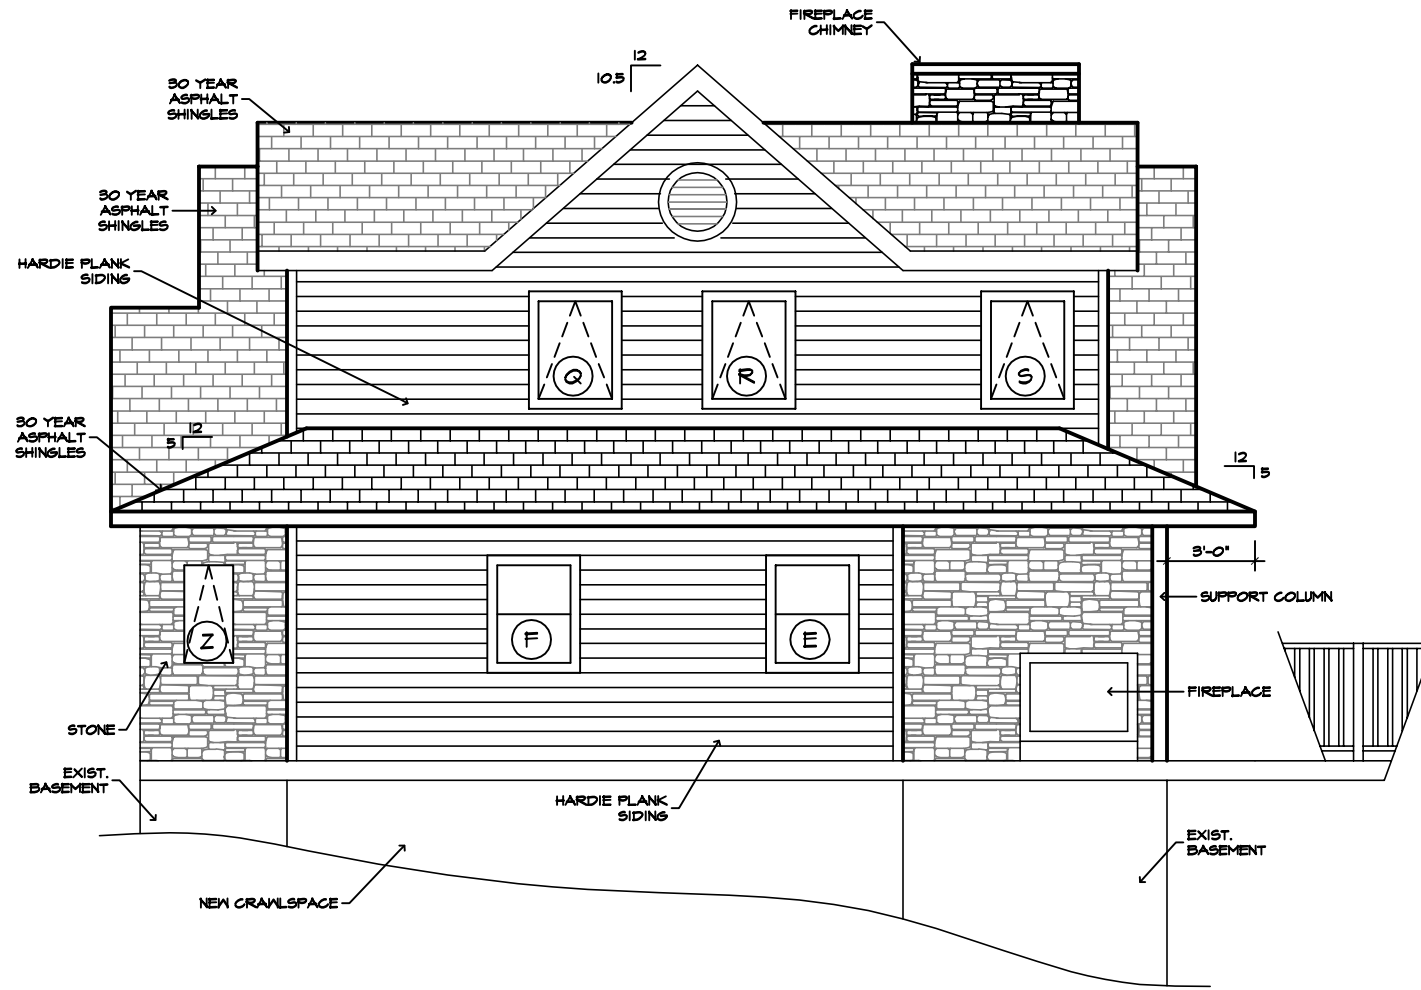 FIREPLACE
CHIMNEY
12
10.5
30 YEAR
ASPHALT
SHINGLES
30 YEAR
ASPHALT
SHINGLES
HARDIE PLANK
SIDING
Q
R
S
30 YEAR
ASPHALT
SHINGLES
12
5
12
5
3'-0"
SUPPORT COLUMN
Z
F
E
FIREPLACE
STONE
EXIST.
BASEMENT
HARDIE PLANK
SIDING
EXIST.
BASEMENT
NEW CRAWLSPACE